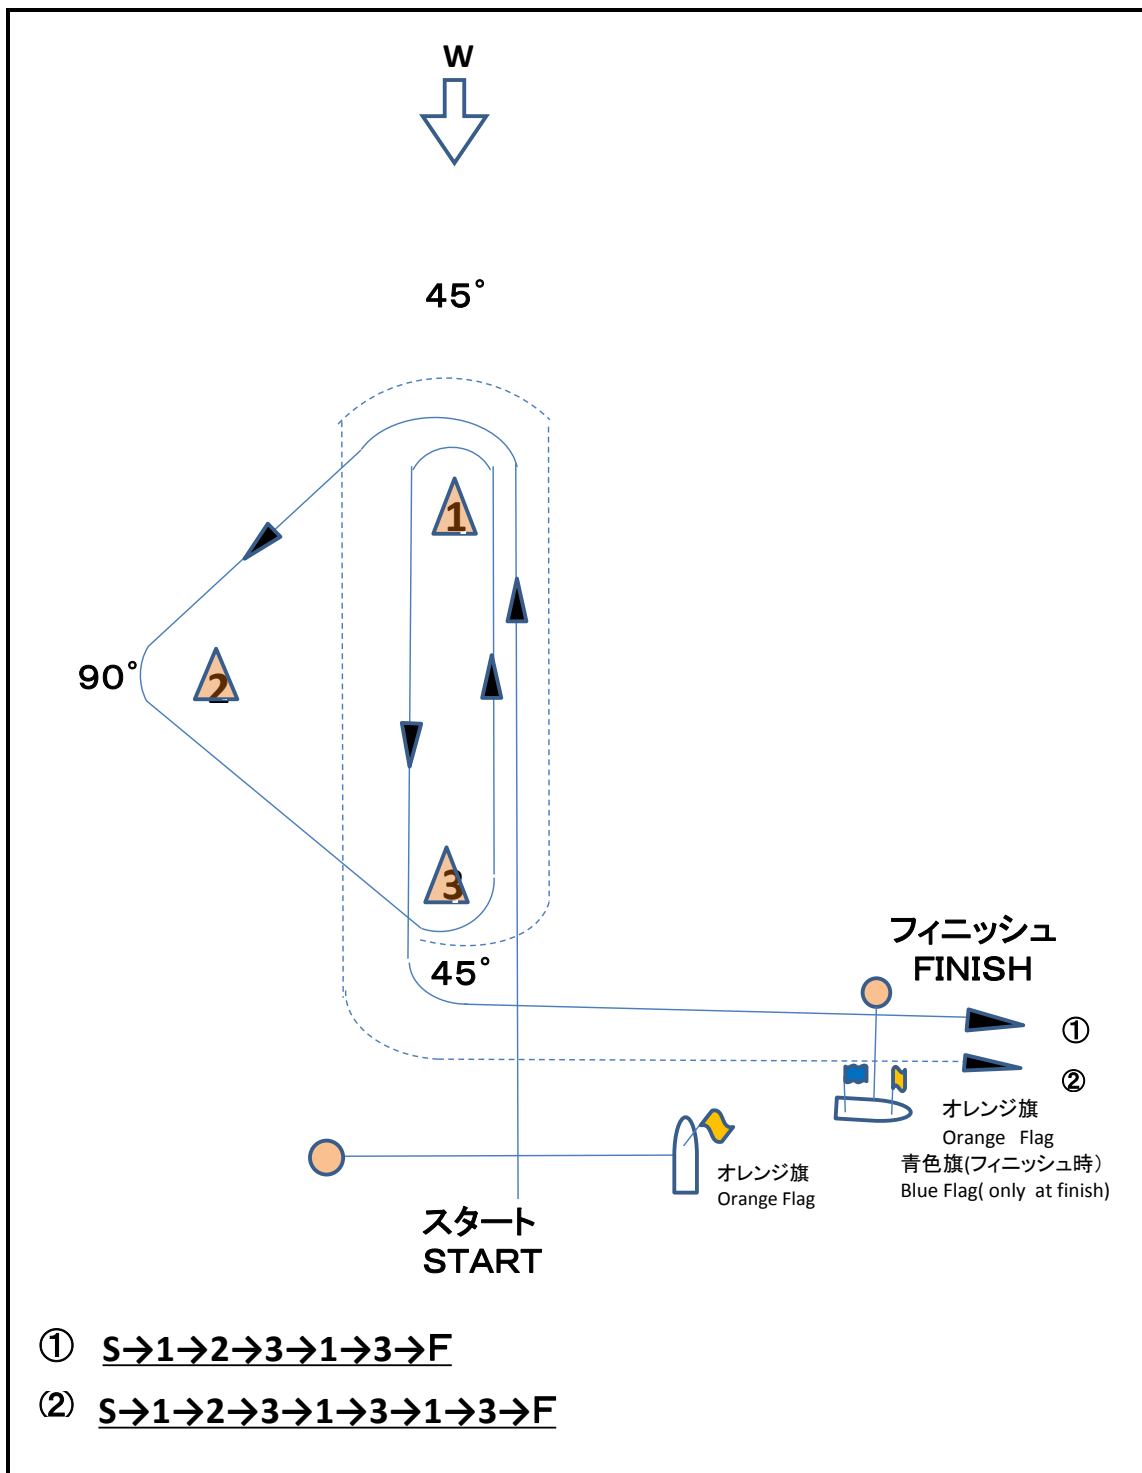 W
45°
1
90°
2
3
45°
フィニッシュ
FINISH
①
②
オレンジ旗
Orange Flag
青色旗(フィニッシュ時)
Blue Flag( only at finish)
オレンジ旗
Orange Flag
スタート
START
① S→1→2→3→1→3→F
② S→1→2→3→1→3→1→3→F